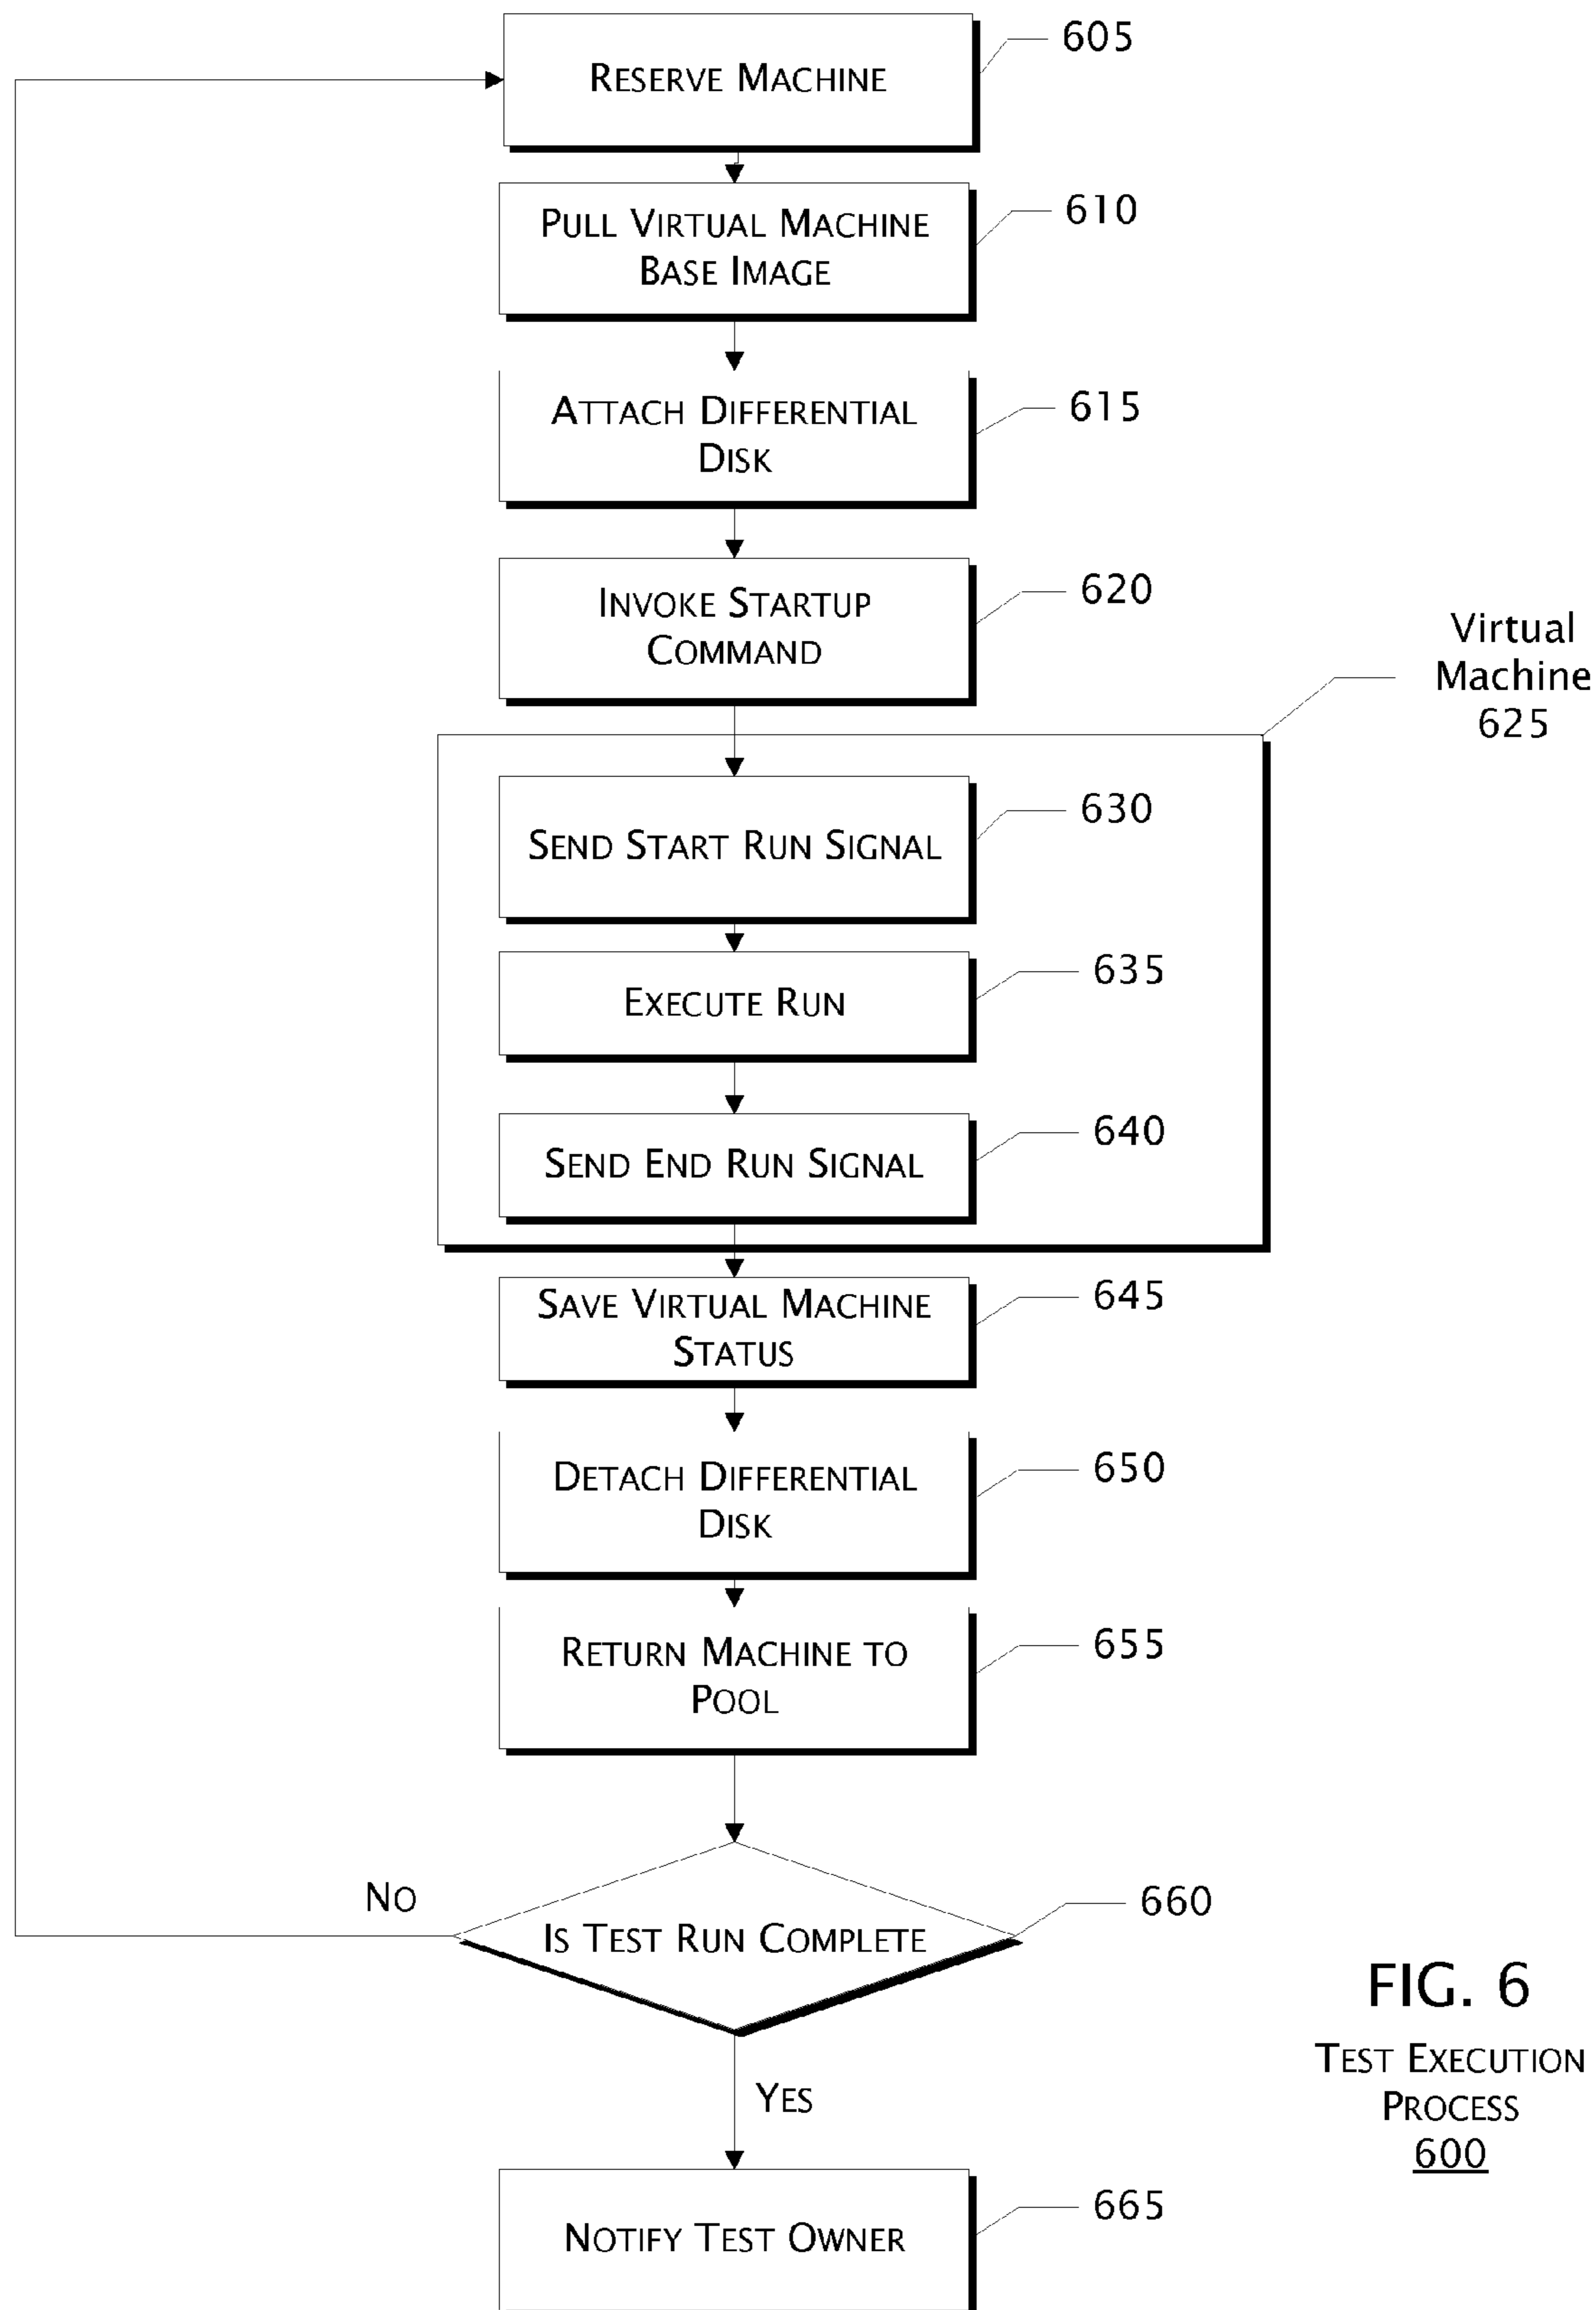 RESERVE MACHINE
605
PULL VIRTUAL MACHINE
BASE IMAGE
610
ATTACH DIFFERENTIAL
DISK
615
INVOKE STARTUP
COMMAND
620
Virtual
Machine
625
SEND START RUN SIGNAL
630
EXECUTE RUN
635
SEND END RUN SIGNAL
640
SAVE VIRTUAL MACHINE
STATUS
645
DETACH DIFFERENTIAL
DISK
650
RETURN MACHINE TO
POOL
655
NO
IS TEST RUN COMPLETE
660
YES
NOTIFY TEST OWNER
665
FIG. 6
TEST EXECUTION
PROCESS
600